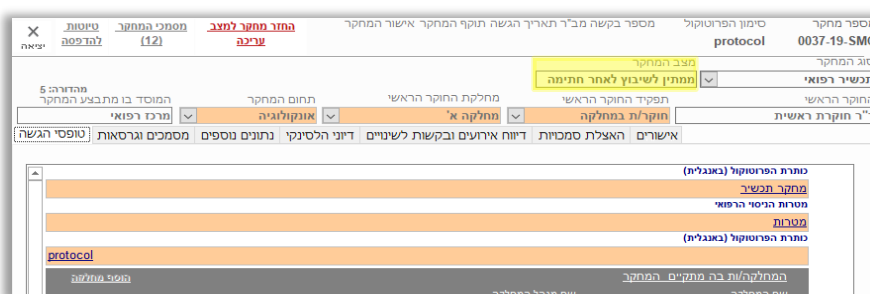 מספר מחקר סימון הפרוטוקול מספר בקשה מב"ר תאריך הגשה תוקף המחקר אישור המחקר החזר מחקר למצב עריכה מסמכי המחקר (12) טיוטות להדפסה יציאה
0037-19-SMC protocol
סוג המחקר מצב המחקר
תכשיר רפואי ממתין לשיבוץ לאחר חתימה
מהדורה: 5
החוקר הראשי תפקיד החוקר הראשי מחלקת החוקר הראשי תחום המחקר המוסד בו מתבצע המחקר
ד"ר חוקרת ראשית חוקר/ת במחלקה מחלקה א' אונקולוגיה מרכז רפואי
אישורים האצלת סמכויות דיווח אירועים ובקשות לשינויים דיוני הלסינקי נתונים נוספים מסמכים וגרסאות טופסי הגשה
כותרת הפרוטוקול (באנגלית)
מחקר תכשיר
מטרות הניסוי הרפואי
מטרות
כותרת הפרוטוקול (באנגלית)
protocol
המחלקה/ות בה מתקיים המחקר הוסף מחלקה